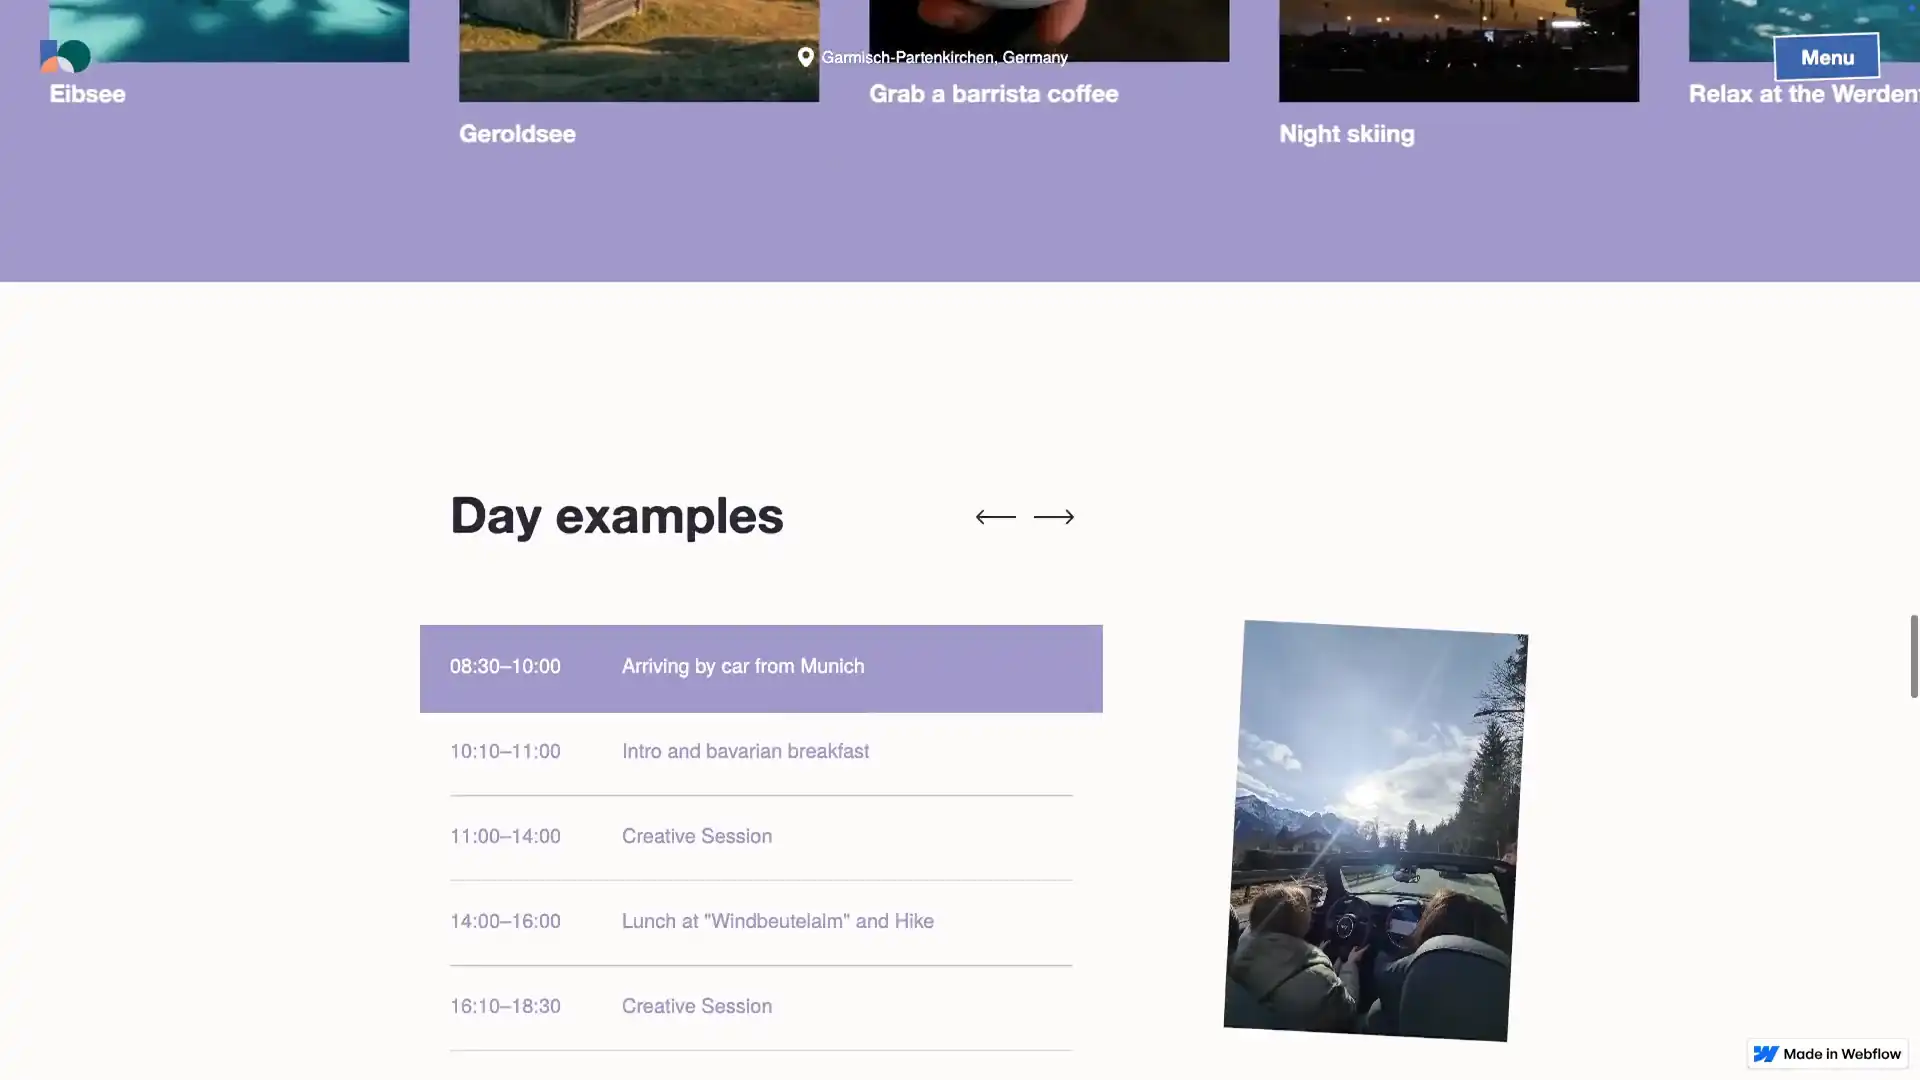 Garmisch-Partenkirchen, Germany
Menu
Eibsee
Geroldsee
Grab a barrista coffee
Night skiing
Relax at the
Day examples
08:30–10:00 Arriving by car from Munich
10:10–11:00 Intro and bavarian breakfast
11:00–14:00 Creative Session
14:00–16:00 Lunch at "Windbeutelalm" and Hike
16:10–18:30 Creative Session
Made in Webflow